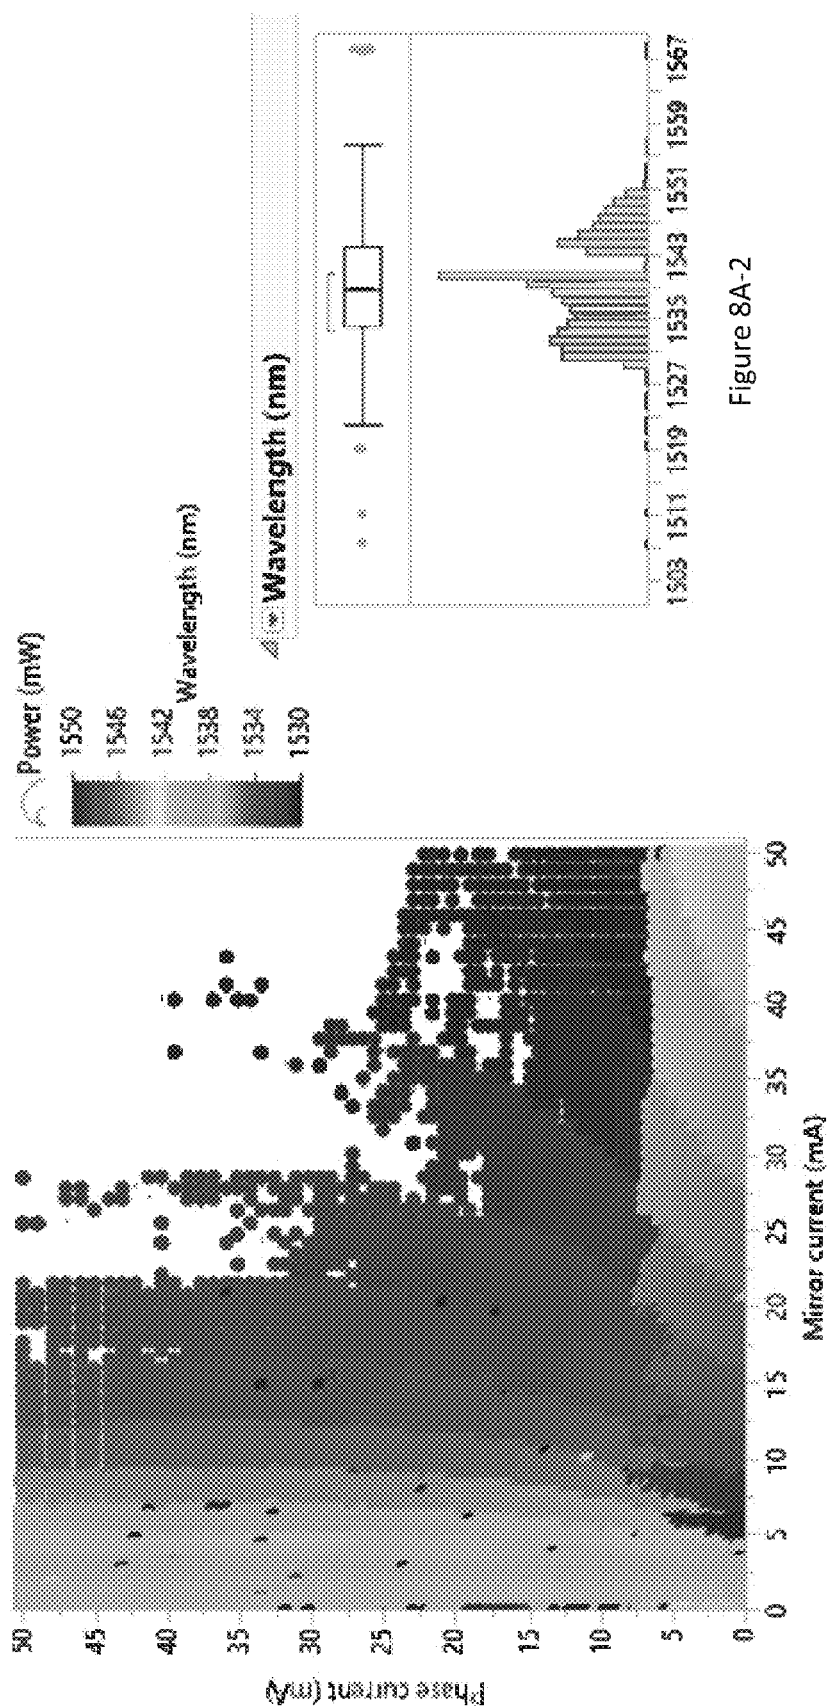 Power (mW)
1550
1546
1542
1538
1534
1530
Wavelength (nm)
Wavelength (nm)
1503 1511 1519 1527 1535 1543 1551 1559 1567
Figure 8A-2
Phase current (mA)
50
45
40
35
30
25
20
15
10
5
0
0 5 10 15 20 25 30 35 40 45 50
Mirror current (mA)